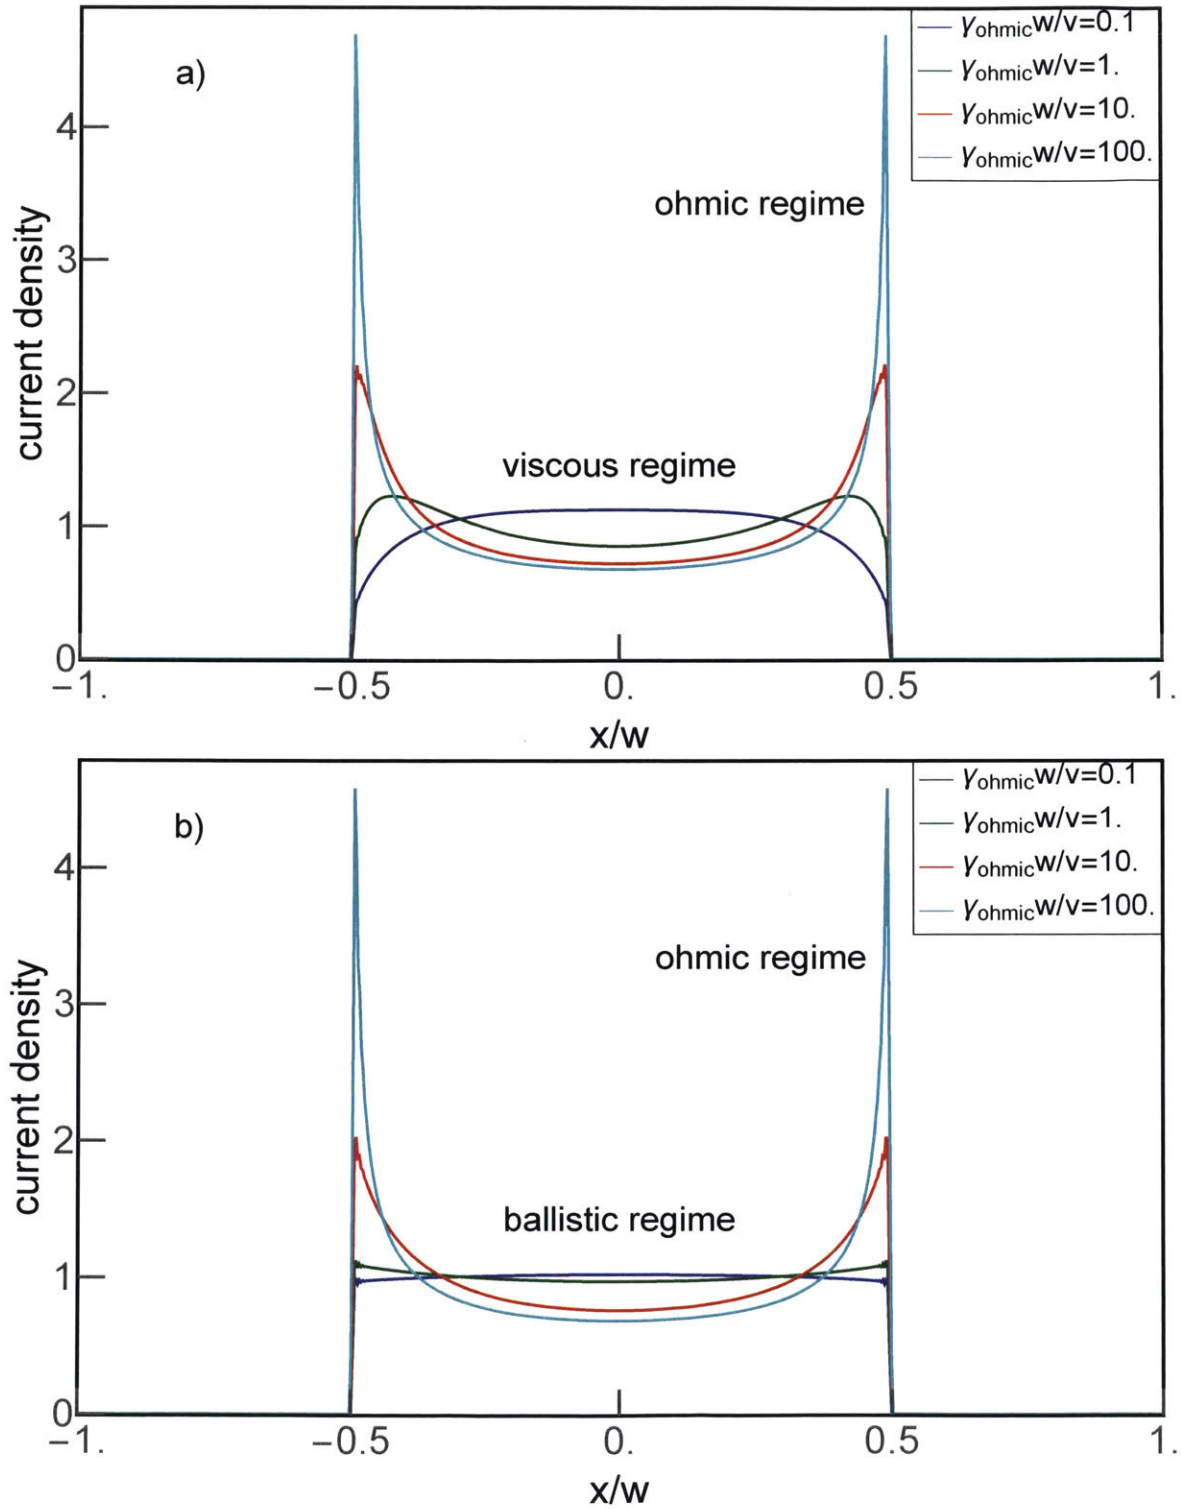 a)
γohmicw/v=0.1
γohmicw/v=1.
γohmicw/v=10.
γohmicw/v=100.
4
3
2
1
0
ohmic regime
viscous regime
current density
−1.
−0.5
0.
0.5
1.
x/w
b)
γohmicw/v=0.1
γohmicw/v=1.
γohmicw/v=10.
γohmicw/v=100.
4
3
2
1
0
ohmic regime
ballistic regime
current density
−1.
−0.5
0.
0.5
1.
x/w